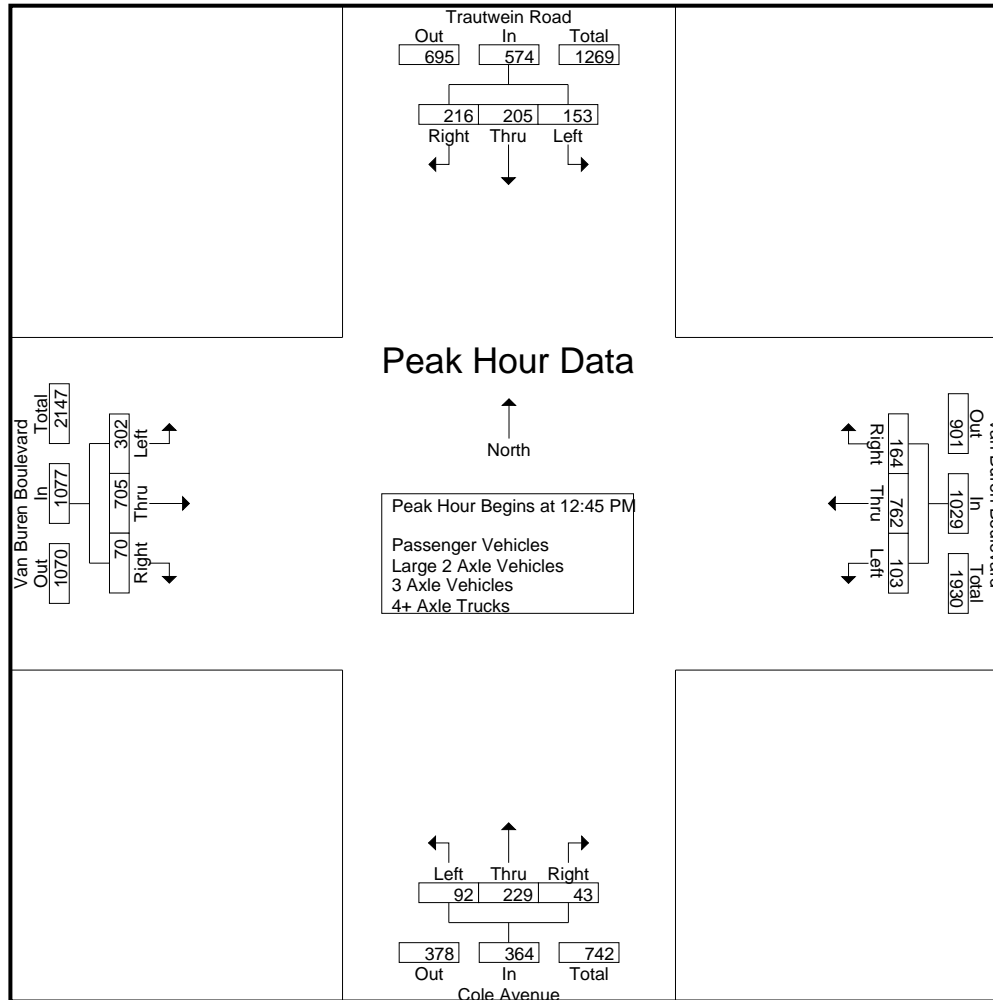 Trautwein Road
Out In Total
695 574 1269
216 205 153
Right Thru Left
Peak Hour Data
North
Peak Hour Begins at 12:45 PM
Passenger Vehicles
Large 2 Axle Vehicles
3 Axle Vehicles
4+ Axle Trucks
Van Buren Boulevard
Out In Total
1070 1077 2147
302 705 70
Left Thru Right
Right Thru Left
164 762 103
Out In Total
901 1029 1930
Van Buren Boulevard
Left Thru Right
92 229 43
378 364 742
Out In Total
Cole Avenue